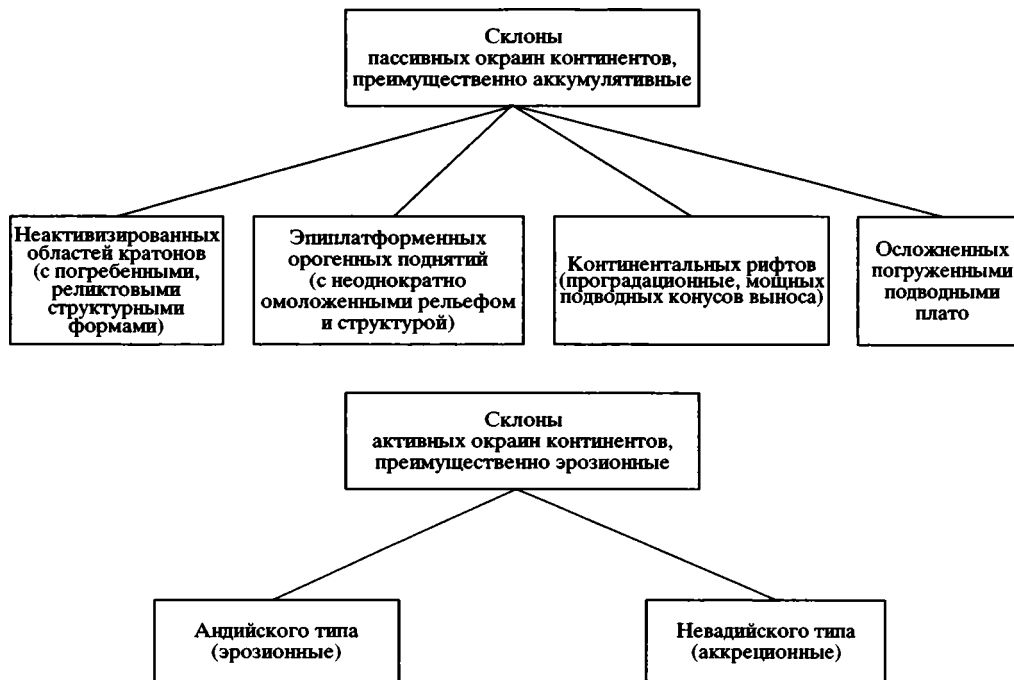 Склоны
пассивных окраин континентов,
преимущественно аккумулятивные
Неактивизированных
областей кратонов
(с погребенными,
реликтовыми
структурными
формами)
Эпиплатформенных
орогенных поднятий
(с неоднократно
омоложенными рельефом
и структурой)
Континентальных рифтов
(проградационные, мощных
подводных конусов выноса)
Осложненных
погруженными
подводными
плато
Склоны
активных окраин континентов,
преимущественно эрозионные
Андийского типа
(эрозионные)
Невадийского типа
(аккреционные)